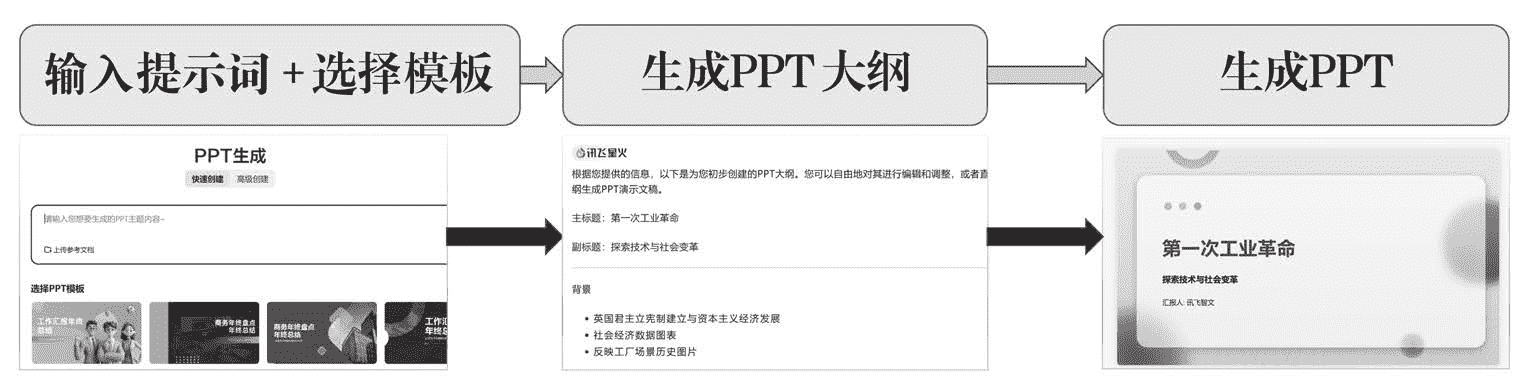 输入提示词+选择模板
生成PPT大纲
生成PPT
PPT生成
快速创建 高级创建
请输入您想要生成的PPT主题内容~
上传参考文档
选择PPT模板
工作汇报年终
总结
商务年终盘点
年终总结
商务年终盘点
年终总结
工作汇
年终
讯飞星火
根据您提供的信息，以下是为您初步创建的PPT大纲。您可以自由地对其进行编辑和调整，或者直
纲生成PPT演示文稿。
主标题：第一次工业革命
副标题：探索技术与社会变革
背景
• 英国君主立宪制建立与资本主义经济发展
• 社会经济数据图表
• 反映工厂场景历史图片
第一次工业革命
探索技术与社会变革
汇报人：讯飞智文